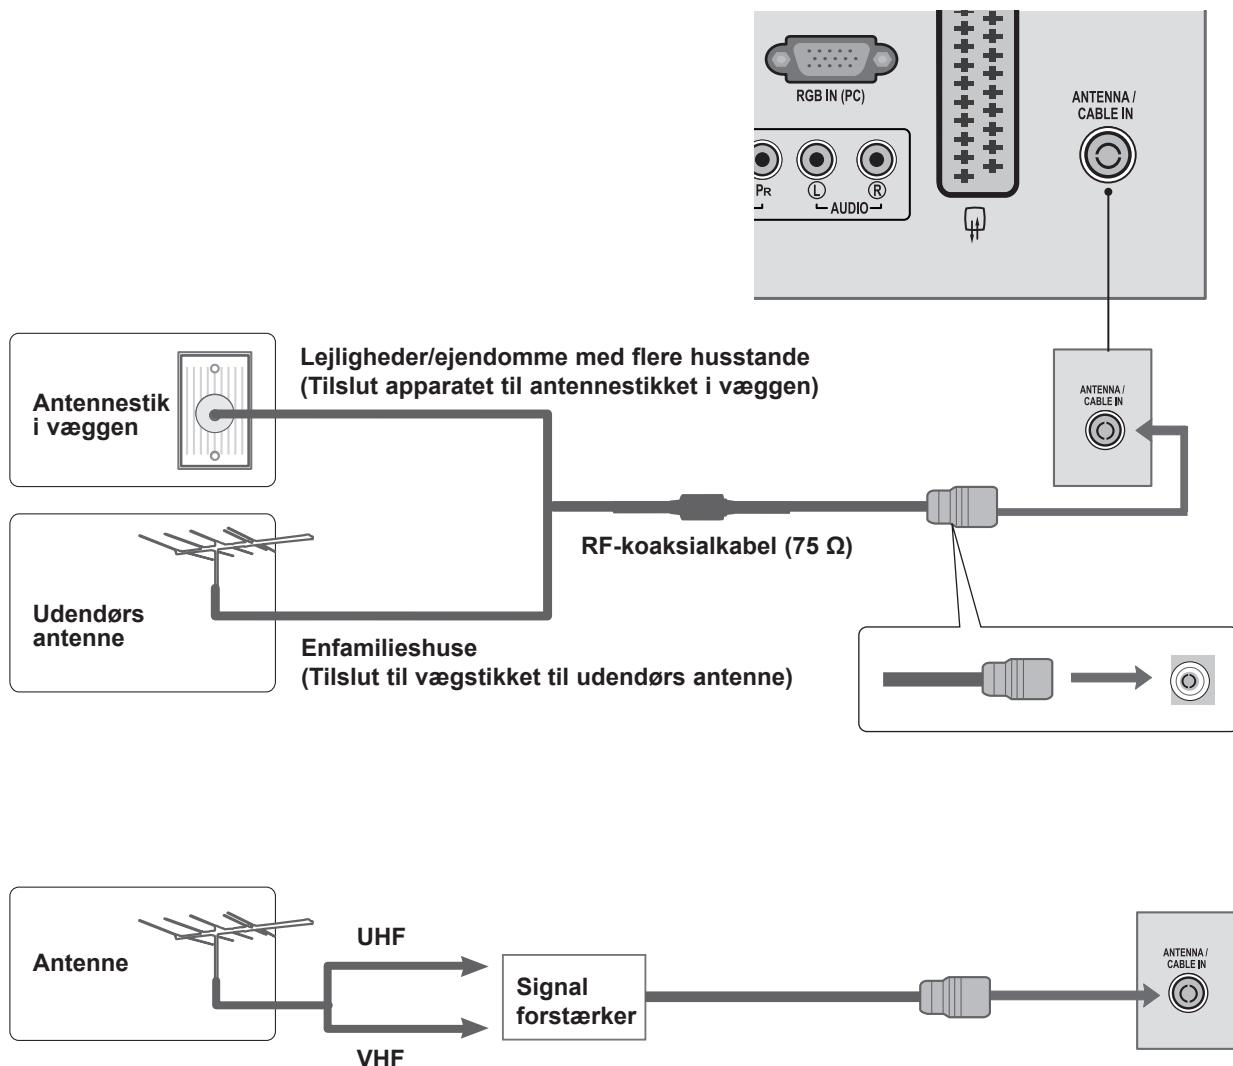 RGB IN (PC)
ANTENNA /
CABLE IN
PR
L
R
AUDIO
Lejligheder/ejendomme med flere husstande
(Tilslut apparatet til antennestikket i væggen)
Antennestik
i væggen
ANTENNA /
CABLE IN
RF-koaksialkabel (75 Ω)
Udendørs
antenne
Enfamilieshuse
(Tilslut til vægstikket til udendørs antenne)
Antenne
UHF
VHF
Signal
forstærker
ANTENNA /
CABLE IN